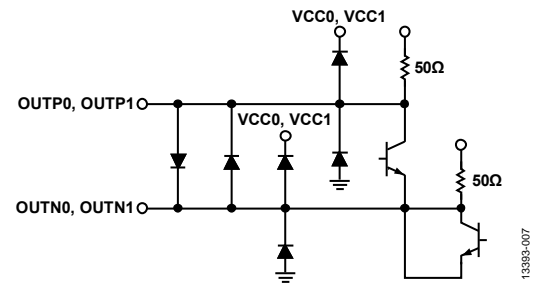 VCC0, VCC1
50Ω
OUTP0, OUTP1
VCC0, VCC1
50Ω
OUTN0, OUTN1
13393-007